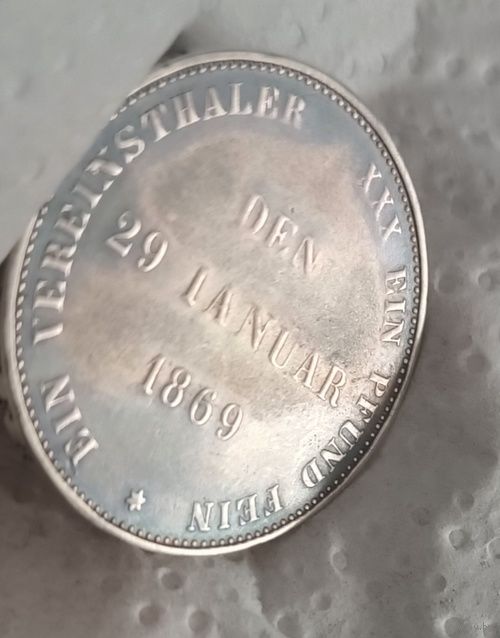 EIN VEREINSTHALER XXX EIN PFUND FEIN
DEN
29 IANUAR
1869